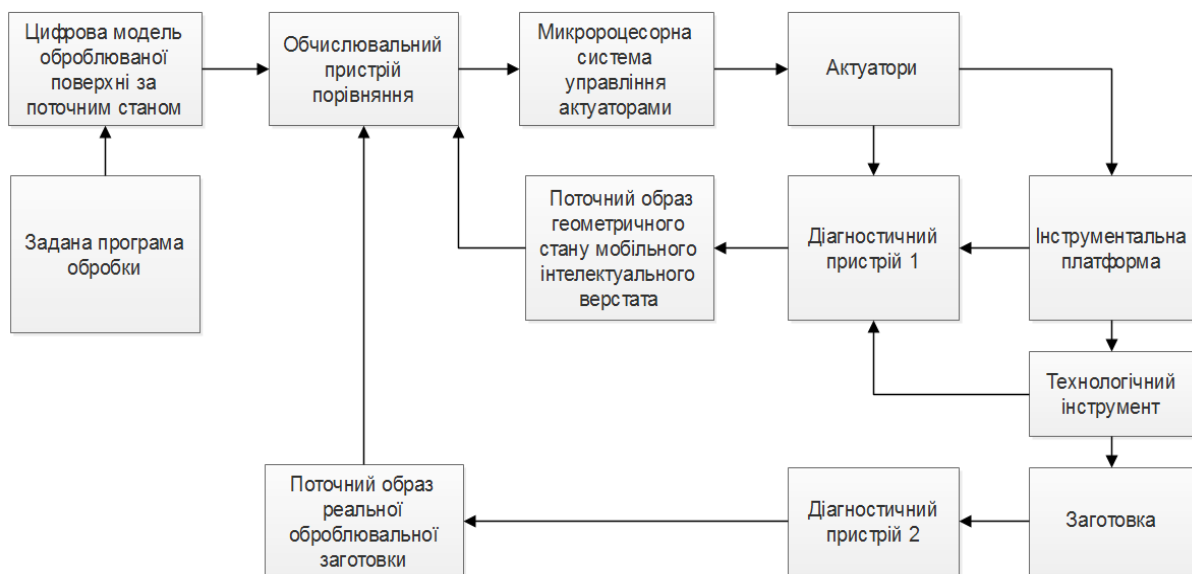 Цифрова модель
оброблюваної
поверхні за
поточним станом
Обчислювальний
пристрій
порівняння
Микророцесорна
система
управління
актуаторами
Актуатори
Задана програма
обробки
Поточний образ
геометричного
стану мобільного
інтелектуального
верстата
Діагностичний
пристрій 1
Інструментальна
платформа
Технологічний
інструмент
Поточний образ
реальної
оброблювальної
заготовки
Діагностичний
пристрій 2
Заготовка